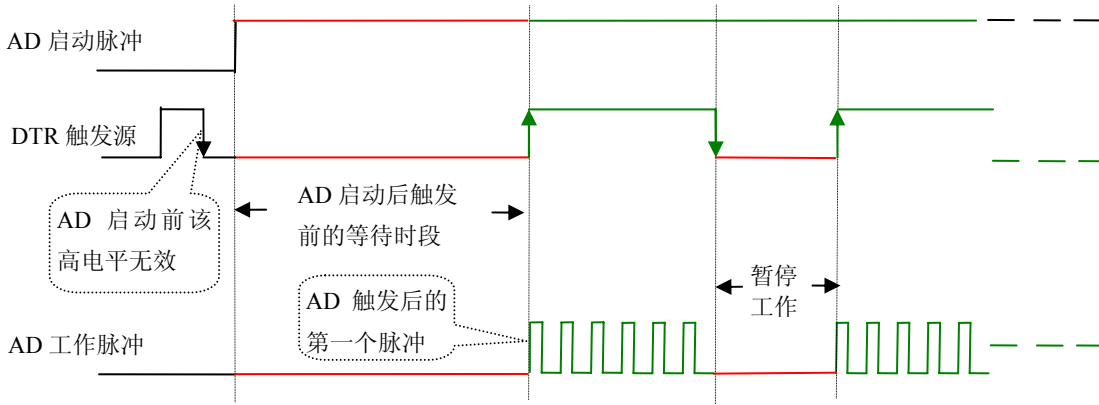 AD 启动脉冲
DTR 触发源
AD 启动前该
高电平无效
AD 启动后触发
前的等待时段
暂停
工作
AD 触发后的
第一个脉冲
AD 工作脉冲